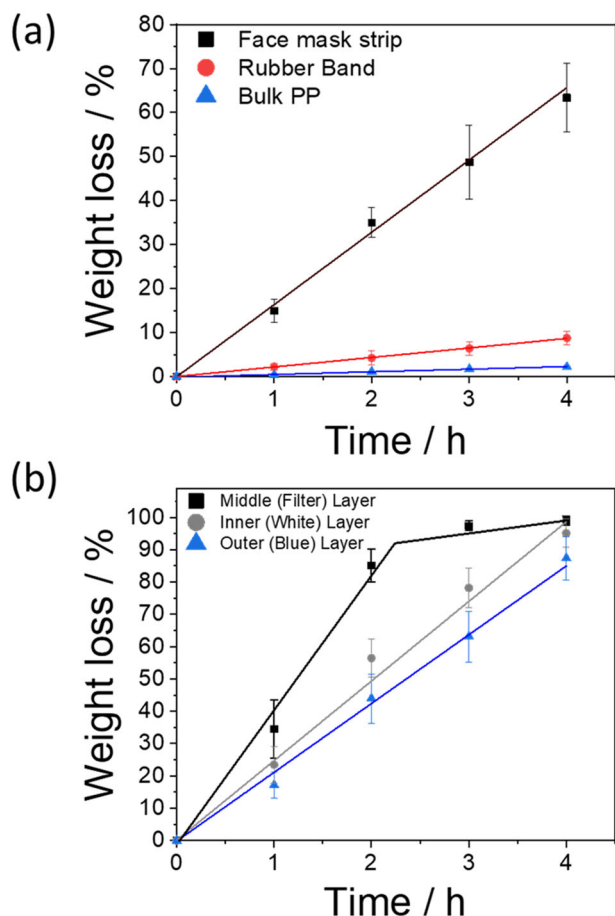 (a)
80
70
60
50
40
30
20
10
0
Weight loss / %
Face mask strip
Rubber Band
Bulk PP
0 1 2 3 4
Time / h
(b)
100
90
80
70
60
50
40
30
20
10
0
Weight loss / %
Middle (Filter) Layer
Inner (White) Layer
Outer (Blue) Layer
0 1 2 3 4
Time / h